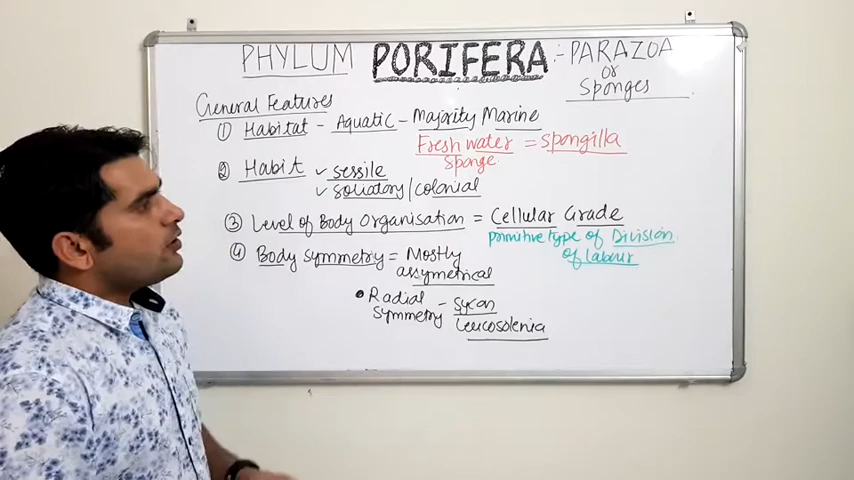 PHYLUM PORIFERA :- PARAZOA
or
Sponges
General Features
① Habitat - Aquatic - Majority Marine
Fresh water = Spongilla
Sponge
② Habit ✓ sessile
✓ soliatory/colonial
③ Level of Body Organisation = Cellular Grade
primitive type of Division
of labour
④ Body symmetry = Mostly
assymetrical
• Radial - Sycon
symmetry Leucosolenia